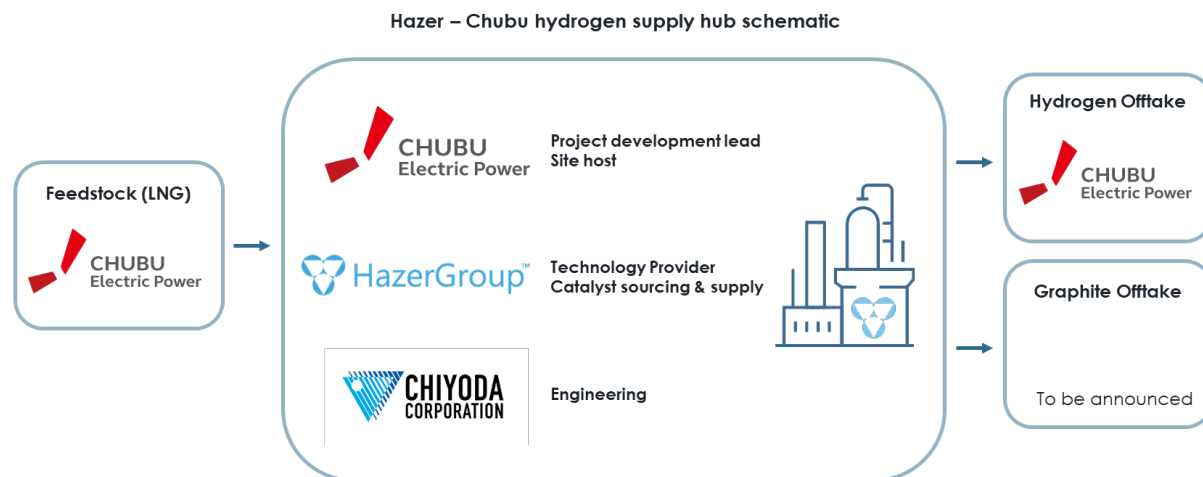 Hazer – Chubu hydrogen supply hub schematic
Feedstock (LNG)
CHUBU
Electric Power
CHUBU
Electric Power
Project development lead
Site host
HazerGroup™
Technology Provider
Catalyst sourcing & supply
CHIYODA
CORPORATION
Engineering
Hydrogen Offtake
CHUBU
Electric Power
Graphite Offtake
To be announced